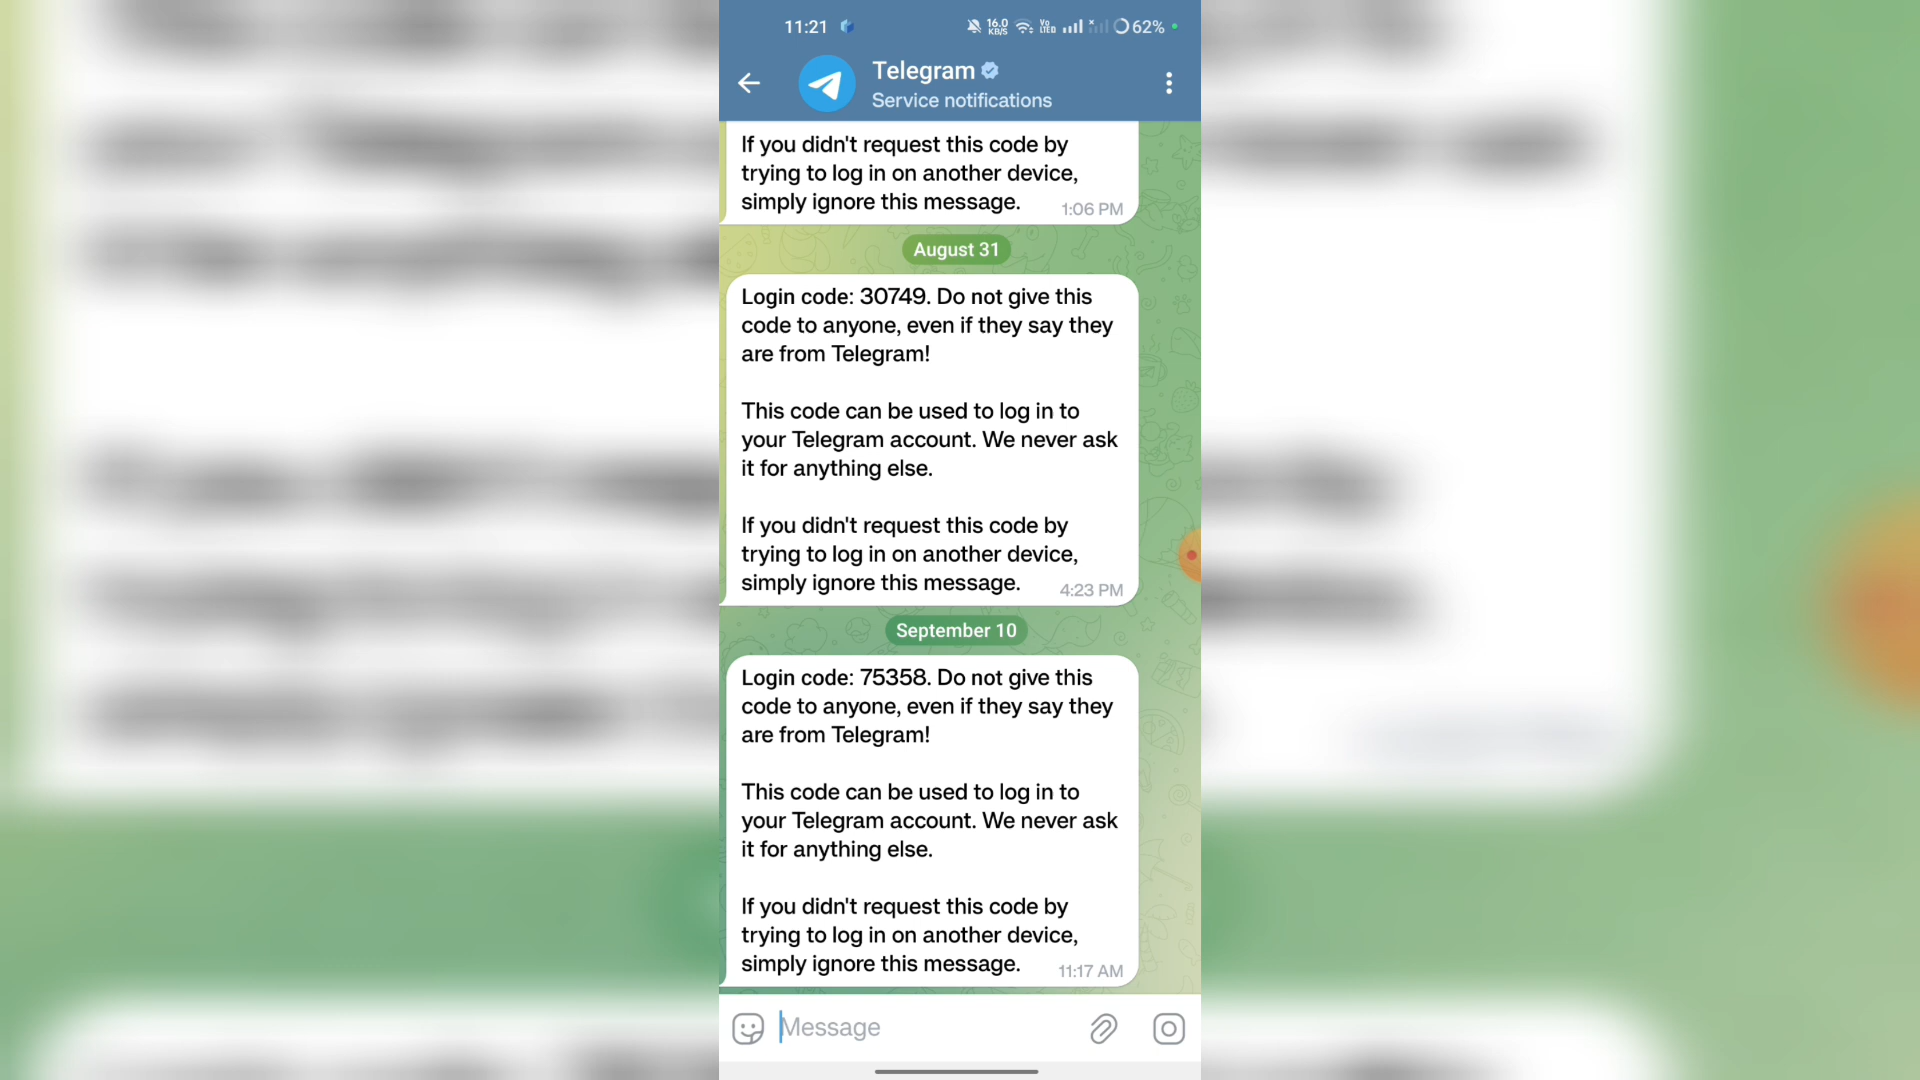 11:21
16.0 KB/S
Vo LTE
62%
Telegram
Service notifications
If you didn't request this code by
trying to log in on another device,
simply ignore this message.
1:06 PM
August 31
Login code: 30749. Do not give this
code to anyone, even if they say they
are from Telegram!
This code can be used to log in to
your Telegram account. We never ask
it for anything else.
If you didn't request this code by
trying to log in on another device,
simply ignore this message.
4:23 PM
September 10
Login code: 75358. Do not give this
code to anyone, even if they say they
are from Telegram!
This code can be used to log in to
your Telegram account. We never ask
it for anything else.
If you didn't request this code by
trying to log in on another device,
simply ignore this message.
11:17 AM
Message